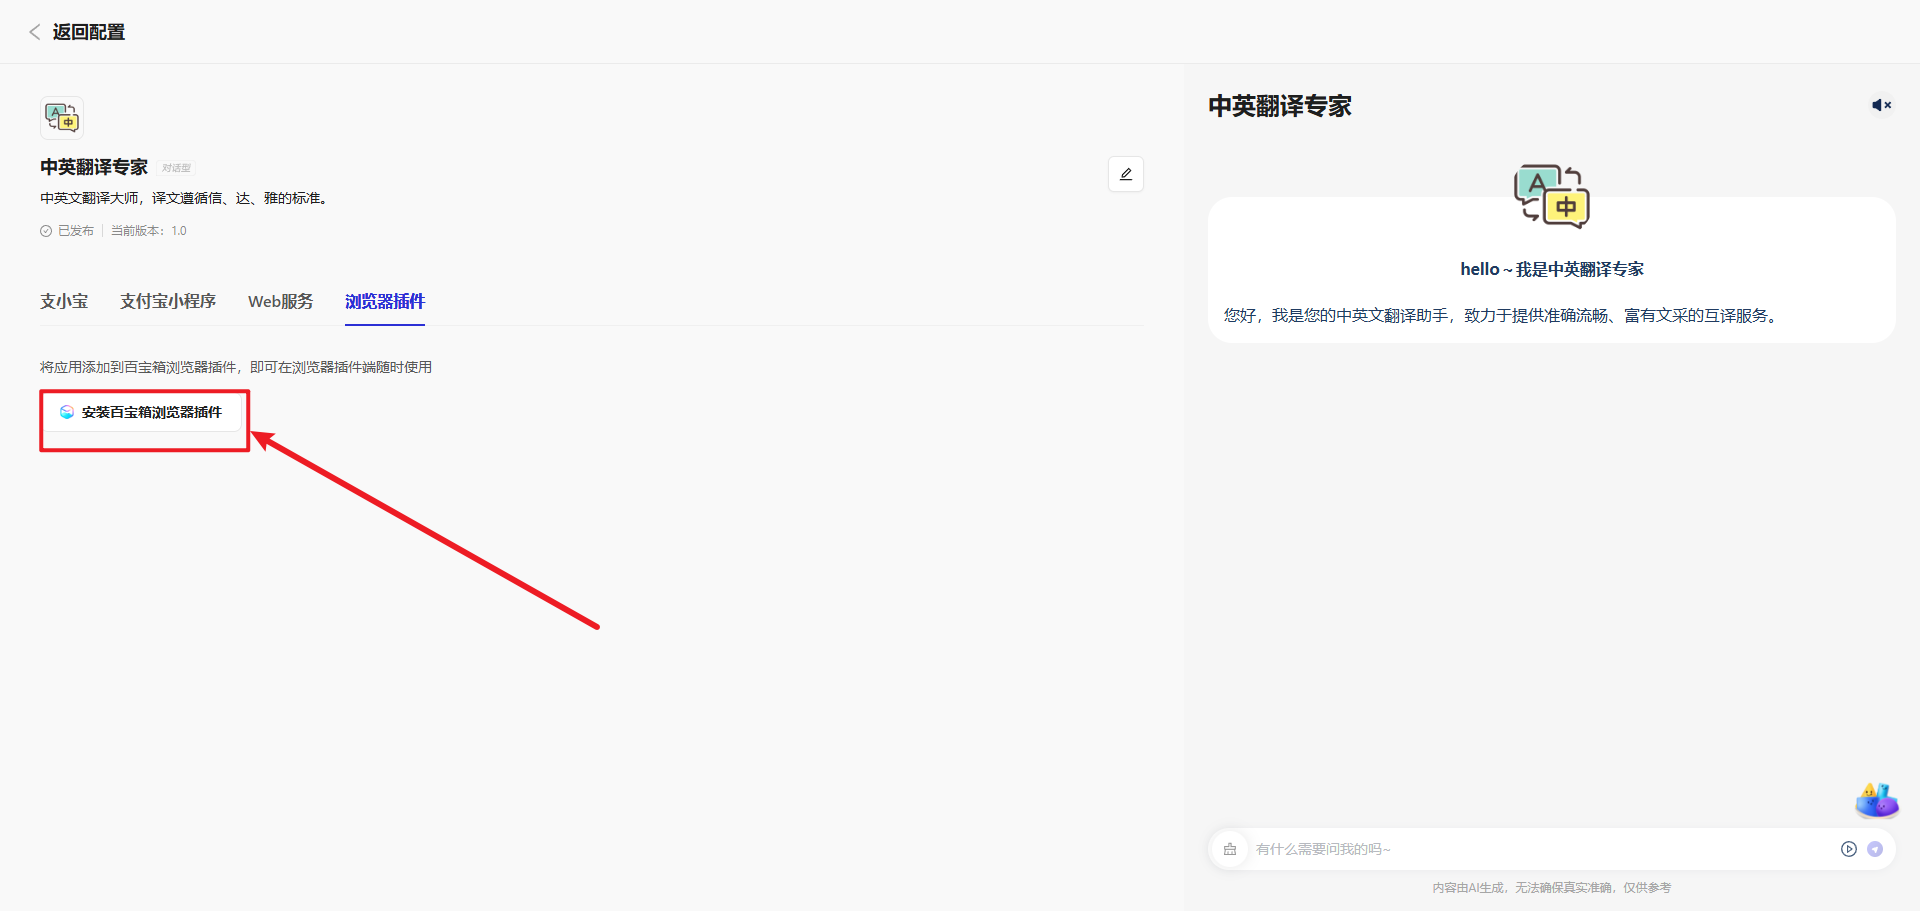 返回配置
中英翻译专家 对话型
中英文翻译大师，译文遵循信、达、雅的标准。
已发布 当前版本：1.0
支小宝 支付宝小程序 Web服务 浏览器插件
将应用添加到百宝箱浏览器插件，即可在浏览器插件端随时使用
安装百宝箱浏览器插件
中英翻译专家
A
中
hello~我是中英翻译专家
您好，我是您的中英文翻译助手，致力于提供准确流畅、富有文采的互译服务。
有什么需要问我的吗~
内容由AI生成，无法确保真实准确，仅供参考